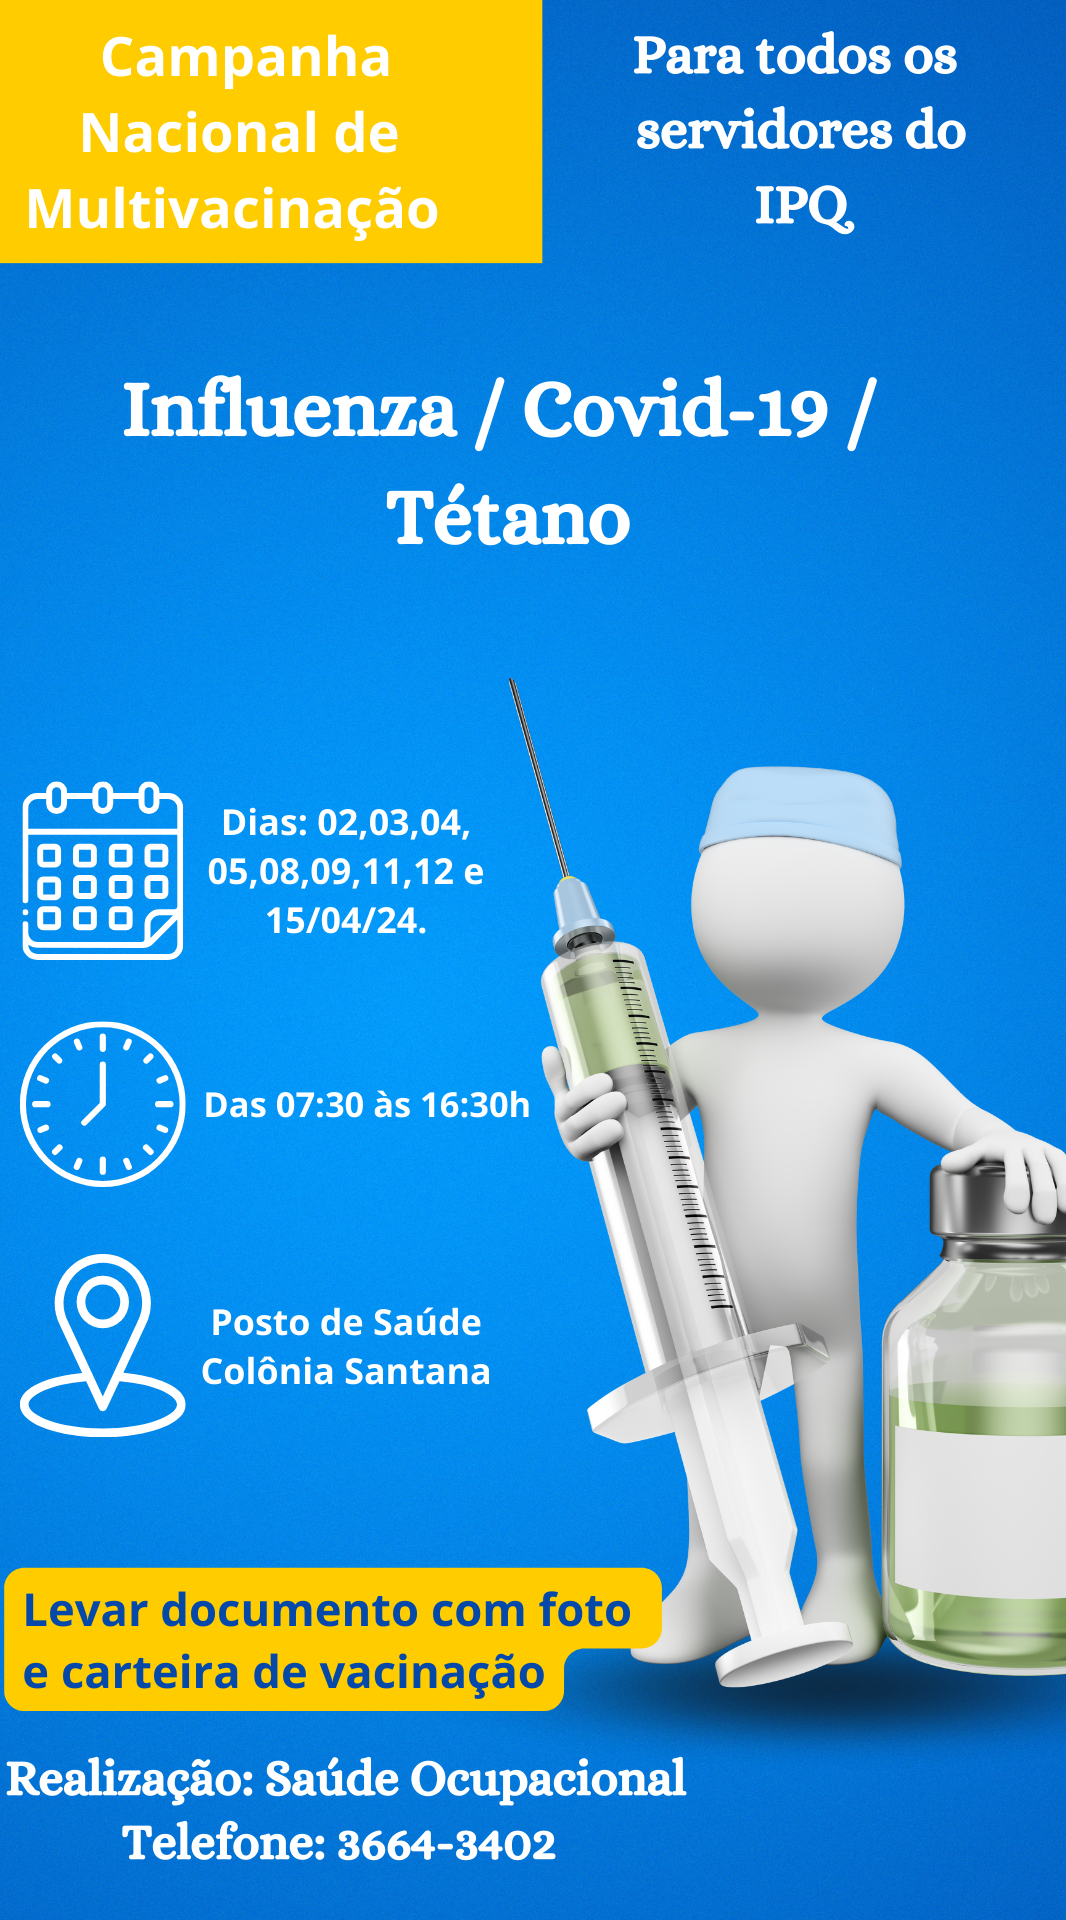 Campanha
Nacional de
Multivacinação
Para todos os
servidores do
IPQ
Influenza / Covid-19 /
Tétano
Dias: 02,03,04,
05,08,09,11,12 e
15/04/24.
Das 07:30 às 16:30h
Posto de Saúde
Colônia Santana
Levar documento com foto
e carteira de vacinação
Realização: Saúde Ocupacional
Telefone: 3664-3402